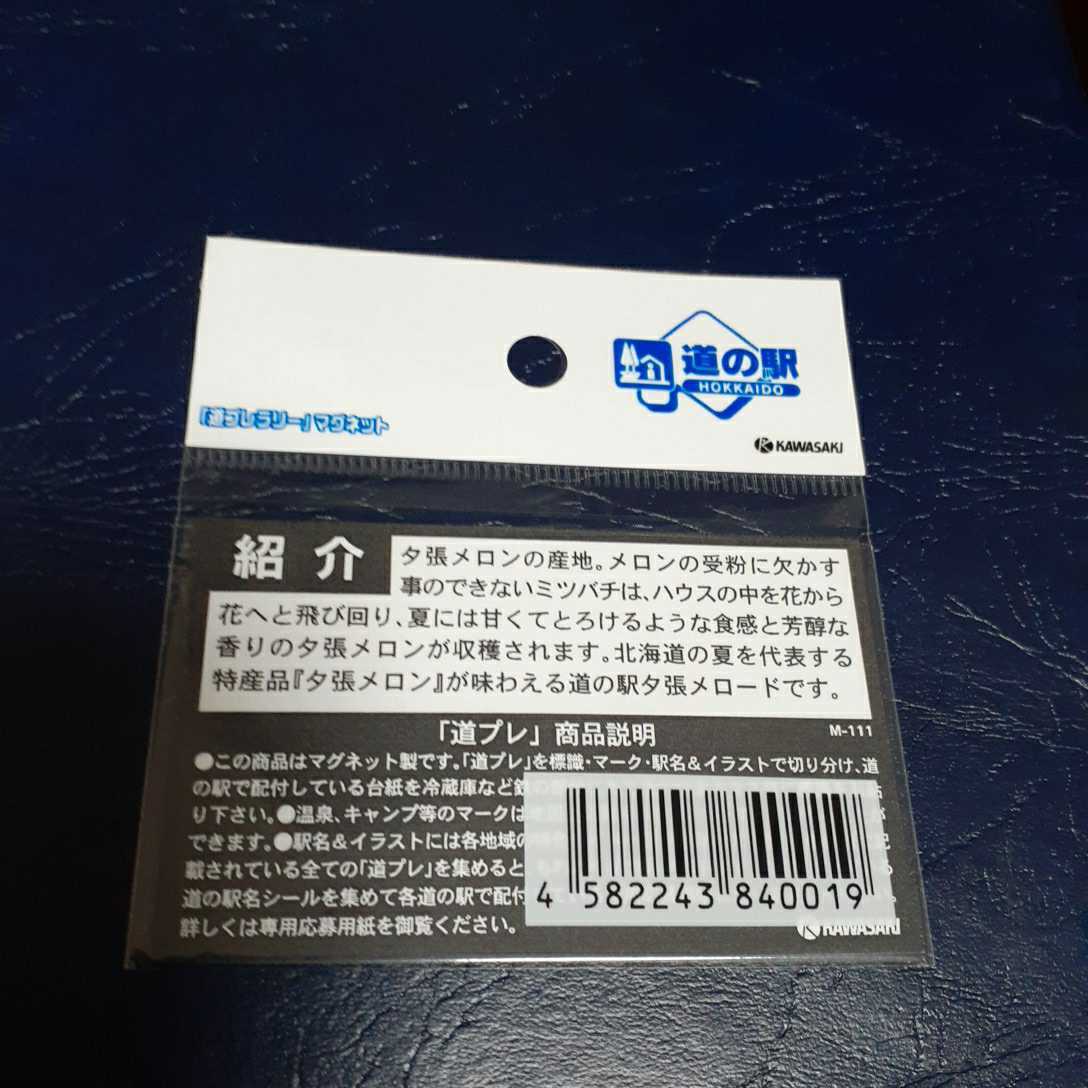 道の駅
HOKKAIDO
「道プレラリー」マグネット
KAWASAKI
紹介
夕張メロンの産地。メロンの受粉に欠かす
事のできないミツバチは、ハウスの中を花から
花へと飛び回り、夏には甘くてとろけるような食感と芳醇な
香りの夕張メロンが収穫されます。北海道の夏を代表する
特産品『夕張メロン』が味わえる道の駅夕張メロードです。
「道プレ」商品説明
M-111
●この商品はマグネット製です。「道プレ」を標識・マーク・駅名&イラストで切り分け、道
の駅で配付している台紙を冷蔵庫など
り下さい。●温泉、キャンプ等のマークは
できます。●駅名&イラストには各地域の
載されている全ての「道プレ」を集めると
道の駅名シールを集めて各道の駅で配付
詳しくは専用応募用紙を御覧ください。
4 582243 840019
KAWASAKI